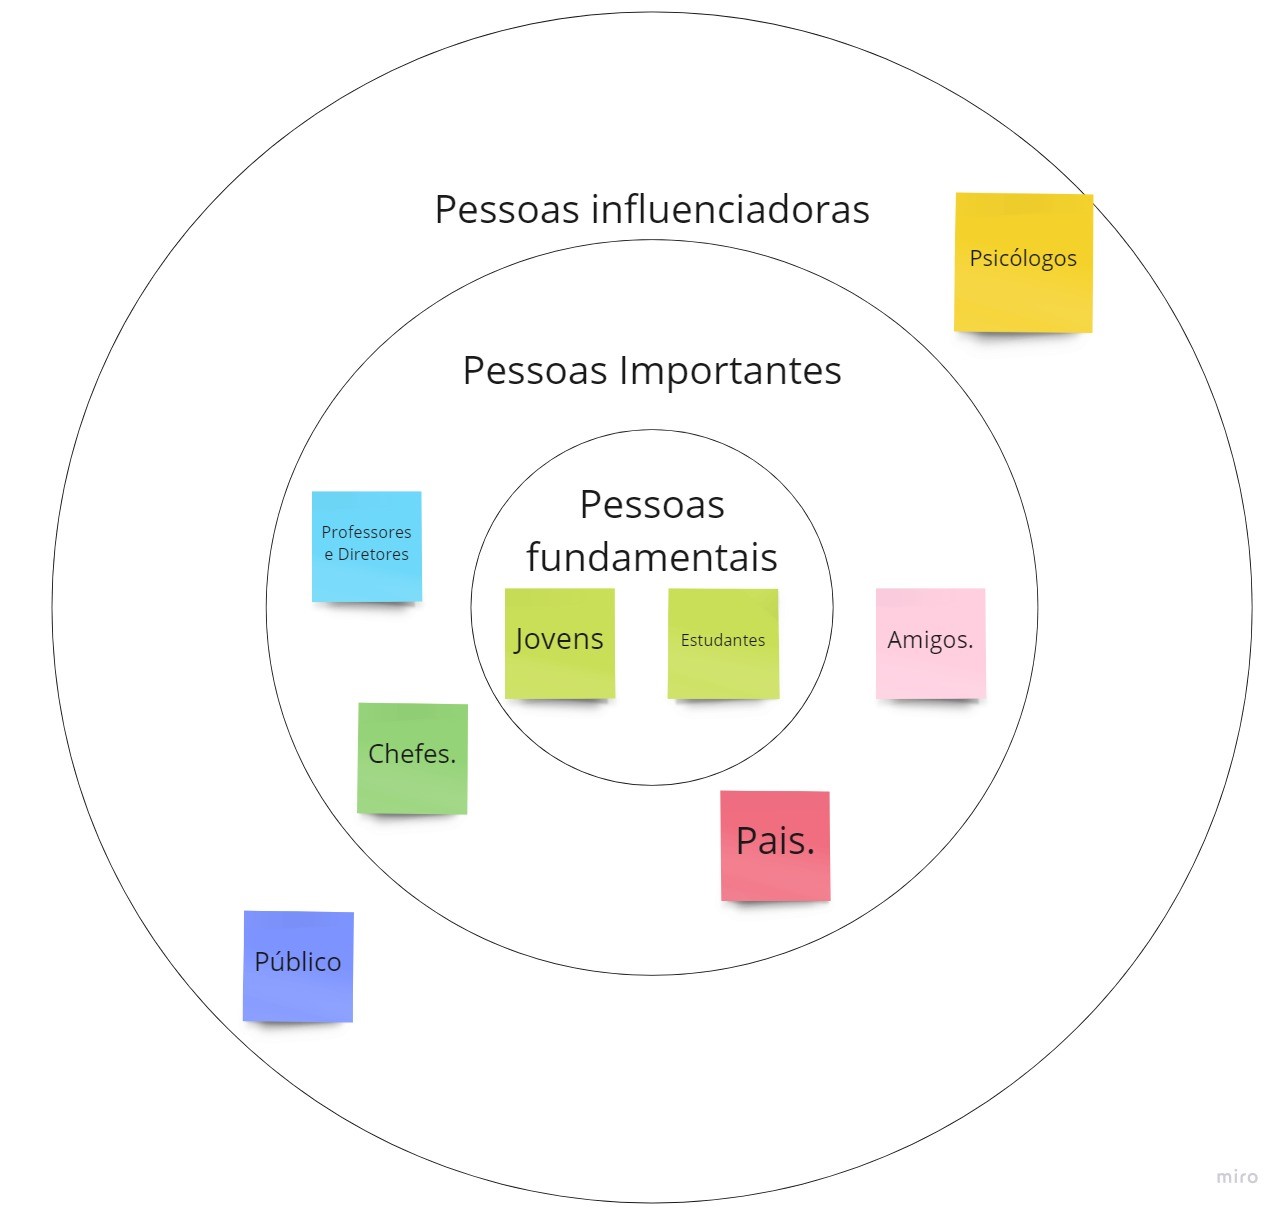 Pessoas influenciadoras
Psicólogos
Pessoas Importantes
Pessoas
fundamentais
Professores
e Diretores
Jovens
Estudantes
Amigos.
Chefes.
Pais.
Público
miro